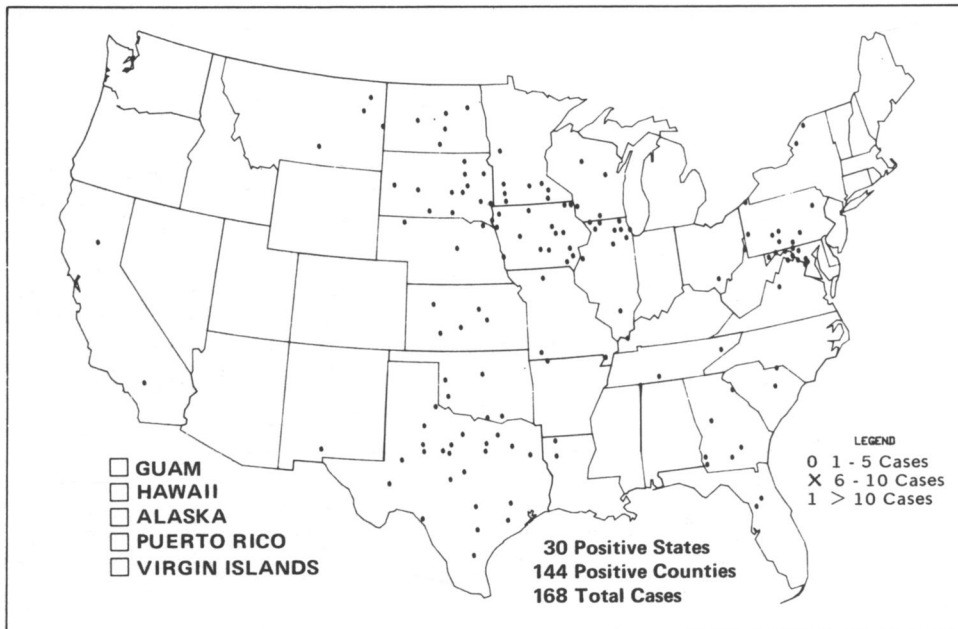 ☐ GUAM
☐ HAWAII
☐ ALASKA
☐ PUERTO RICO
☐ VIRGIN ISLANDS
30 Positive States
144 Positive Counties
168 Total Cases
LEGEND
0 1 - 5 Cases
X 6 - 10 Cases
1 > 10 Cases